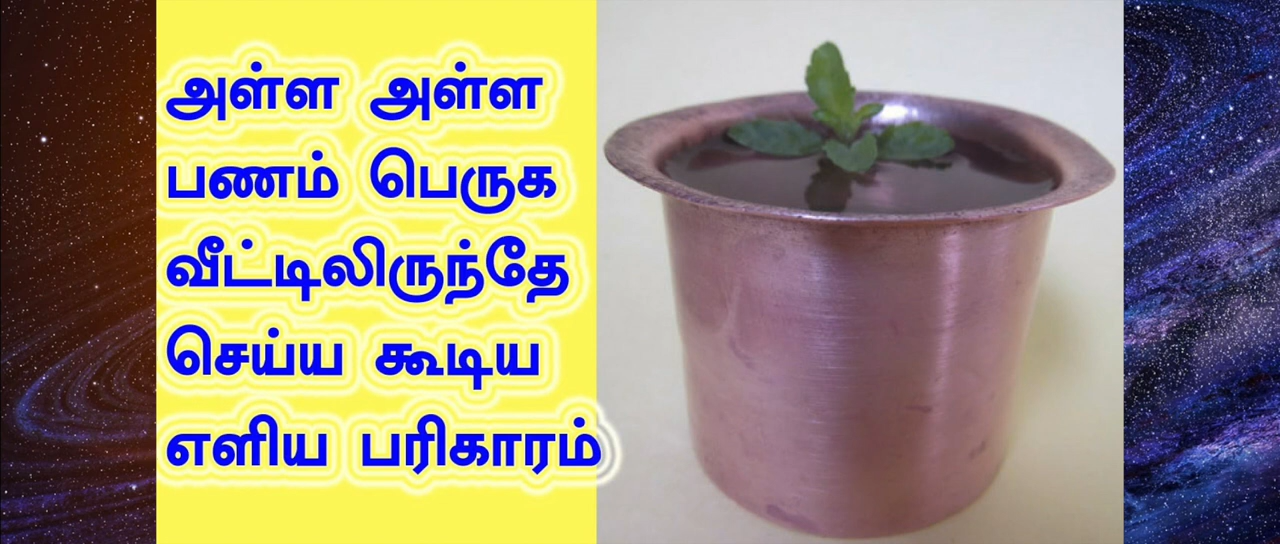 அள்ள அள்ள
பணம் பெருக
வீட்டிலிருந்தே
செய்ய கூடிய
எளிய பரிகாரம்